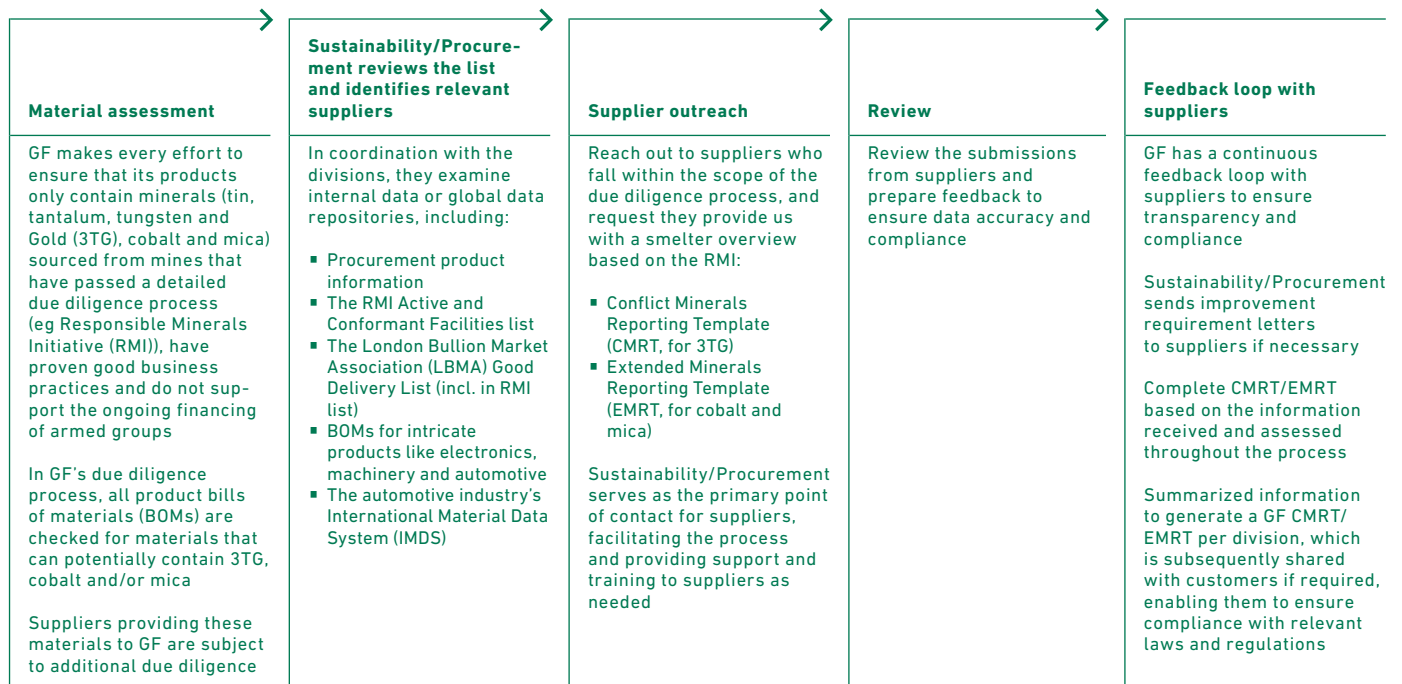 Material assessment
GF makes every effort to
ensure that its products
only contain minerals (tin,
tantalum, tungsten and
Gold (3TG), cobalt and mica)
sourced from mines that
have passed a detailed
due diligence process
(eg Responsible Minerals
Initiative (RMI)), have
proven good business
practices and do not sup-
port the ongoing financing
of armed groups
In GF's due diligence
process, all product bills
of materials (BOMs) are
checked for materials that
can potentially contain 3TG,
cobalt and/or mica
Suppliers providing these
materials to GF are subject
to additional due diligence
Sustainability/Procure-
ment reviews the list
and identifies relevant
suppliers
In coordination with the
divisions, they examine
internal data or global data
repositories, including:
▪ Procurement product
information
▪ The RMI Active and
Conformant Facilities list
▪ The London Bullion Market
Association (LBMA) Good
Delivery List (incl. in RMI
list)
▪ BOMs for intricate
products like electronics,
machinery and automotive
▪ The automotive industry's
International Material Data
System (IMDS)
Supplier outreach
Reach out to suppliers who
fall within the scope of the
due diligence process, and
request they provide us
with a smelter overview
based on the RMI:
▪ Conflict Minerals
Reporting Template
(CMRT, for 3TG)
▪ Extended Minerals
Reporting Template
(EMRT, for cobalt and
mica)
Sustainability/Procurement
serves as the primary point
of contact for suppliers,
facilitating the process
and providing support and
training to suppliers as
needed
Review
Review the submissions
from suppliers and
prepare feedback to
ensure data accuracy and
compliance
Feedback loop with
suppliers
GF has a continuous
feedback loop with
suppliers to ensure
transparency and
compliance
Sustainability/Procurement
sends improvement
requirement letters
to suppliers if necessary
Complete CMRT/EMRT
based on the information
received and assessed
throughout the process
Summarized information
to generate a GF CMRT/
EMRT per division, which
is subsequently shared
with customers if required,
enabling them to ensure
compliance with relevant
laws and regulations